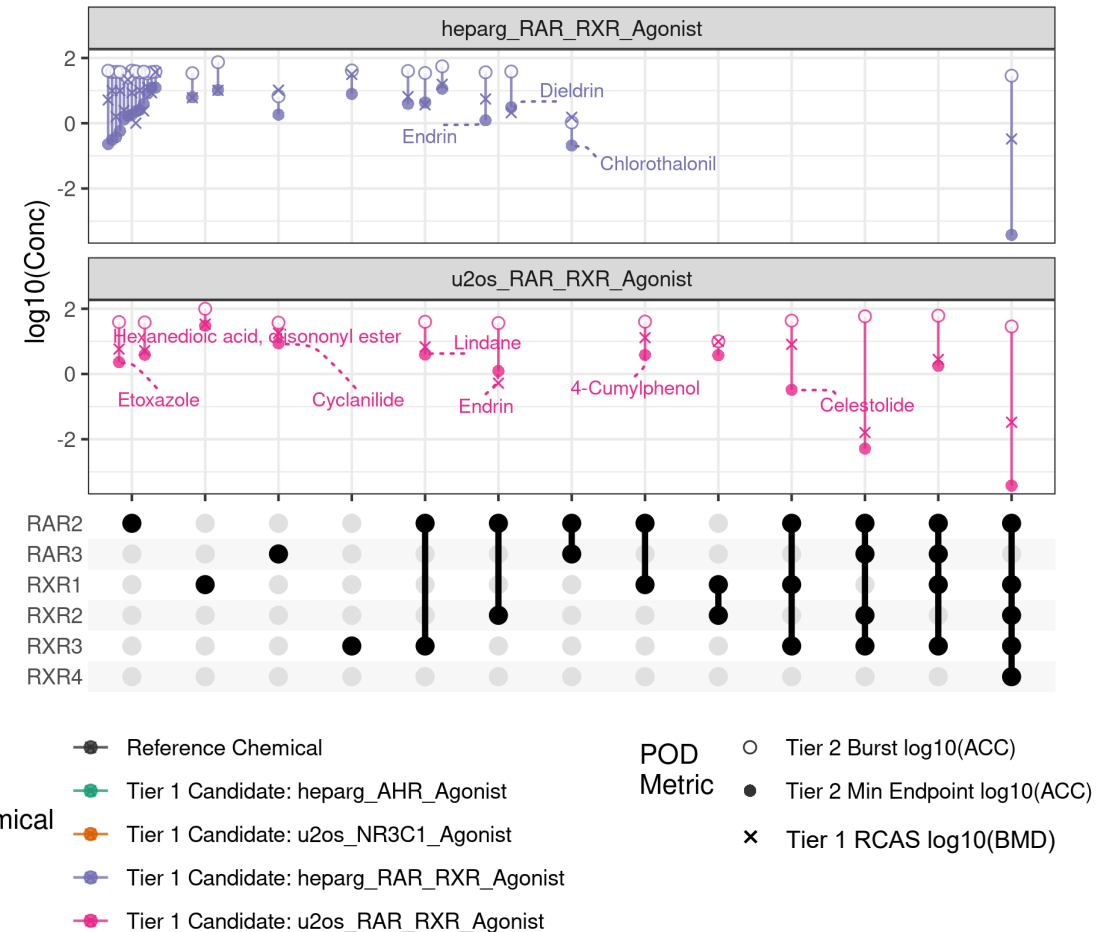 heparg_RAR_RXR_Agonist
2
0
-2
Dieldrin
Endrin
Chlorothalonil
log10(Conc)
u2os_RAR_RXR_Agonist
2
0
-2
Hexanedioic acid, diisononyl ester
Lindane
Etoxazole
Cyclanilide
Endrin
4-Cumylphenol
Celestolide
RAR2
RAR3
RXR1
RXR2
RXR3
RXR4
mical
Reference Chemical
Tier 1 Candidate: heparg_AHR_Agonist
Tier 1 Candidate: u2os_NR3C1_Agonist
Tier 1 Candidate: heparg_RAR_RXR_Agonist
Tier 1 Candidate: u2os_RAR_RXR_Agonist
POD
Metric
Tier 2 Burst log10(ACC)
Tier 2 Min Endpoint log10(ACC)
Tier 1 RCAS log10(BMD)